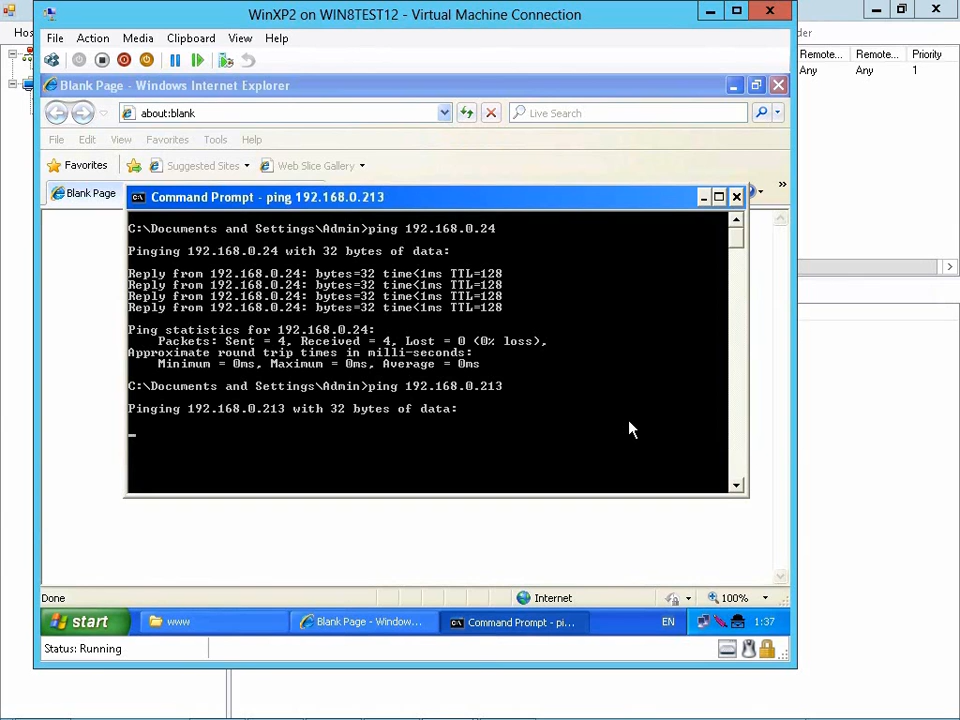 WinXP2 on WIN8TEST12 - Virtual Machine Connection
File Action Media Clipboard View Help
Remote... Remote... Priority
Any Any 1
Blank Page - Windows Internet Explorer
about:blank
Live Search
File Edit View Favorites Tools Help
Favorites Suggested Sites Web Slice Gallery
Blank Page
Command Prompt - ping 192.168.0.213
C:\Documents and Settings\Admin>ping 192.168.0.24
Pinging 192.168.0.24 with 32 bytes of data:
Reply from 192.168.0.24: bytes=32 time<1ms TTL=128
Reply from 192.168.0.24: bytes=32 time<1ms TTL=128
Reply from 192.168.0.24: bytes=32 time<1ms TTL=128
Reply from 192.168.0.24: bytes=32 time<1ms TTL=128
Ping statistics for 192.168.0.24:
Packets: Sent = 4, Received = 4, Lost = 0 (0% loss),
Approximate round trip times in milli-seconds:
Minimum = 0ms, Maximum = 0ms, Average = 0ms
C:\Documents and Settings\Admin>ping 192.168.0.213
Pinging 192.168.0.213 with 32 bytes of data:
Done Internet 100%
start www Blank Page - Window... Command Prompt - pi... EN 1:37
Status: Running